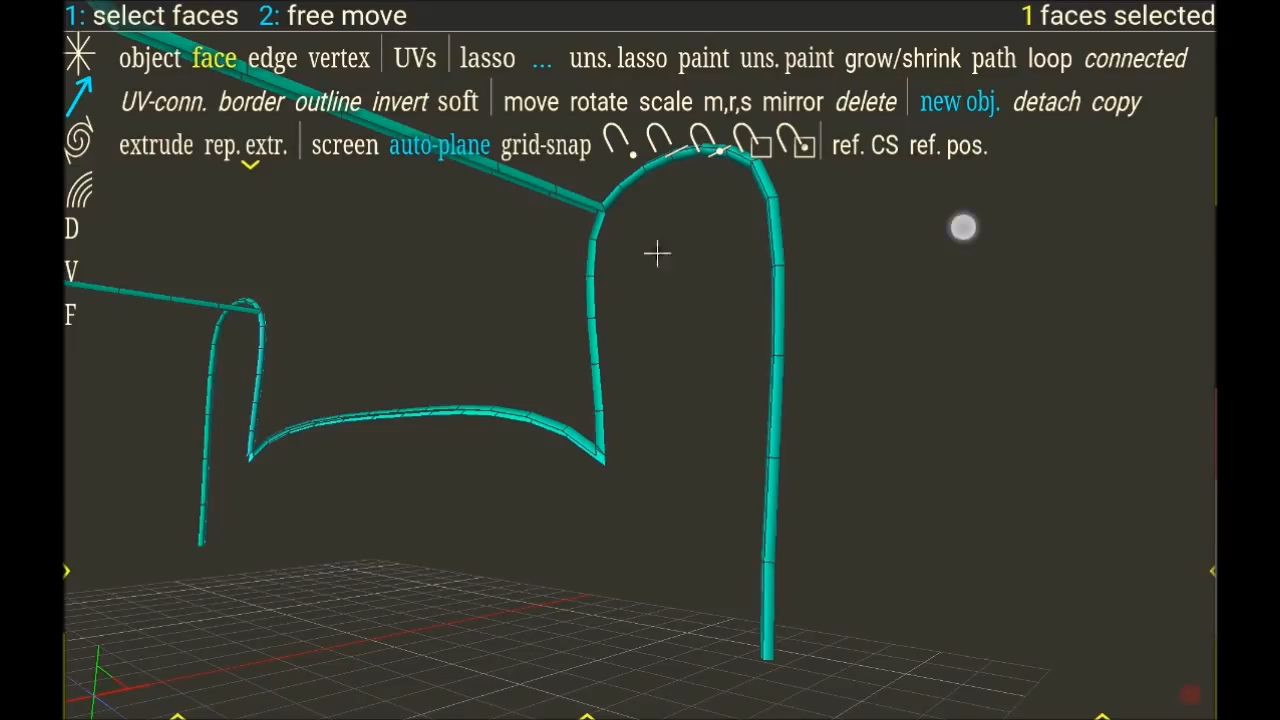 1: select faces 2: free move 1 faces selected
object face edge vertex UVs lasso ... uns. lasso paint uns. paint grow/shrink path loop connected
UV-conn. border outline invert soft move rotate scale m,r,s mirror delete new obj. detach copy
extrude rep. extr. screen auto-plane grid-snap ref. CS ref. pos.
D
V
F